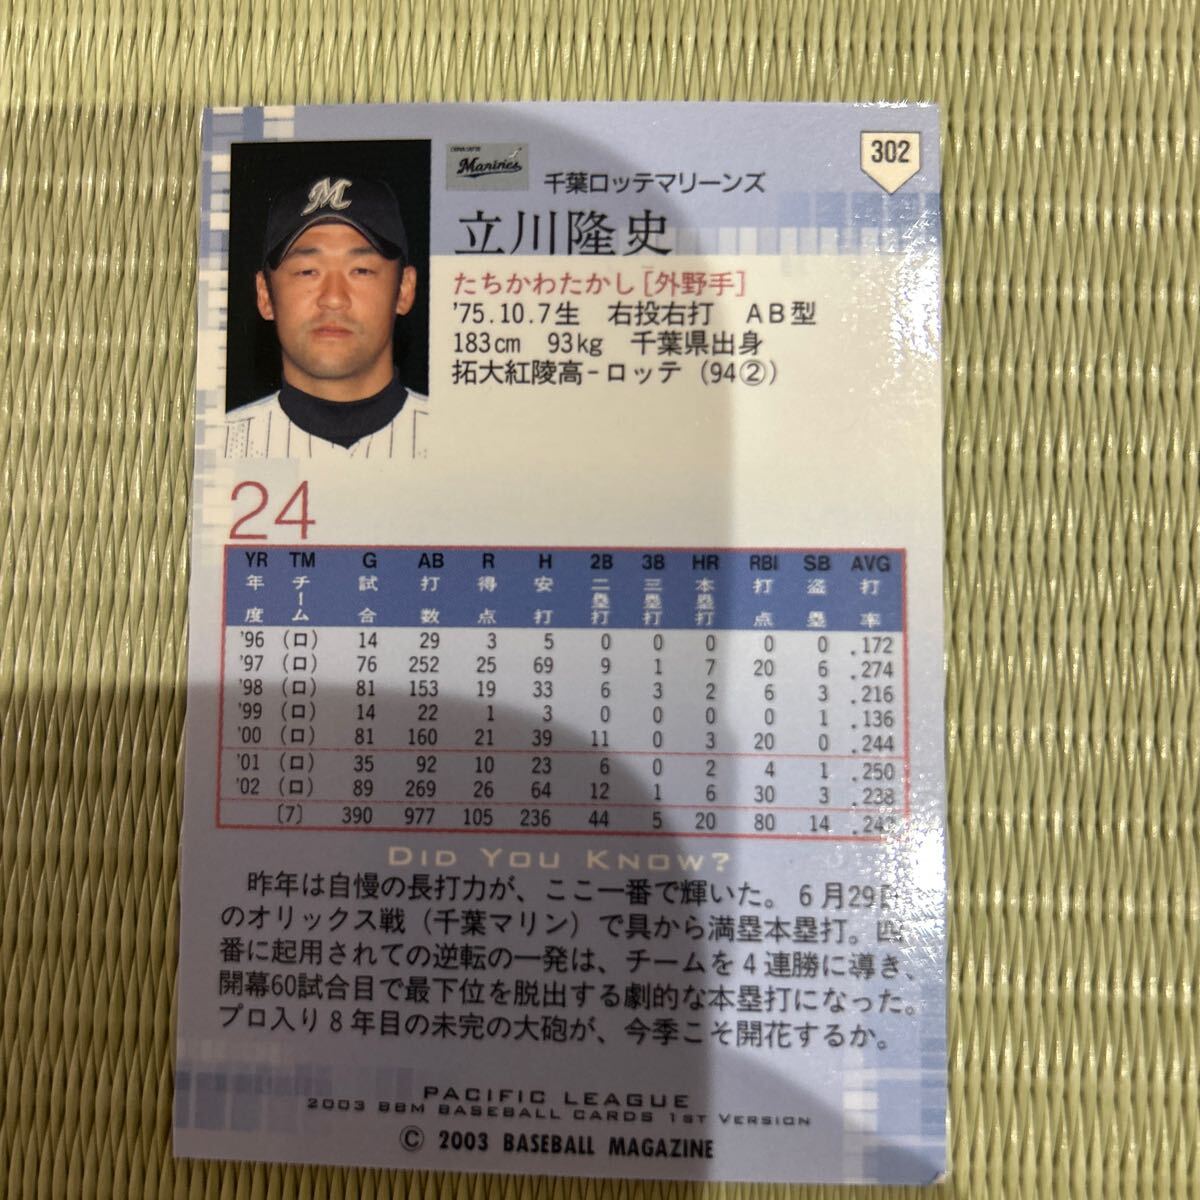 M
Marines
302
千葉ロッテマリーンズ
立川隆史
たちかわたかし[外野手]
'75.10.7生 右投右打 AB型
183cm 93kg 千葉県出身
拓大紅陵高-ロッテ (94②)
24
YR TM G AB R H 2B 3B HR RBI SB AVG
年度 チーム 試合 打数 得点 安打 二塁打 三塁打 本塁打 打点 盗塁 打率
'96 (ロ) 14 29 3 5 0 0 0 0 0 .172
'97 (ロ) 76 252 25 69 9 1 7 20 6 .274
'98 (ロ) 81 153 19 33 6 3 2 6 3 .216
'99 (ロ) 14 22 1 3 0 0 0 0 1 .136
'00 (ロ) 81 160 21 39 11 0 3 20 0 .244
'01 (ロ) 35 92 10 23 6 0 2 4 1 .250
'02 (ロ) 89 269 26 64 12 1 6 30 3 .238
[7] 390 977 105 236 44 5 20 80 14 .242
DID YOU KNOW?
昨年は自慢の長打力が、ここ一番で輝いた。6月29日
のオリックス戦(千葉マリン)で具から満塁本塁打。四
番に起用されての逆転の一発は、チームを4連勝に導き、
開幕60試合目で最下位を脱出する劇的な本塁打になった。
プロ入り8年目の未完の大砲が、今季こそ開花するか。
PACIFIC LEAGUE
2003 BBM BASEBALL CARDS 1ST VERSION
© 2003 BASEBALL MAGAZINE